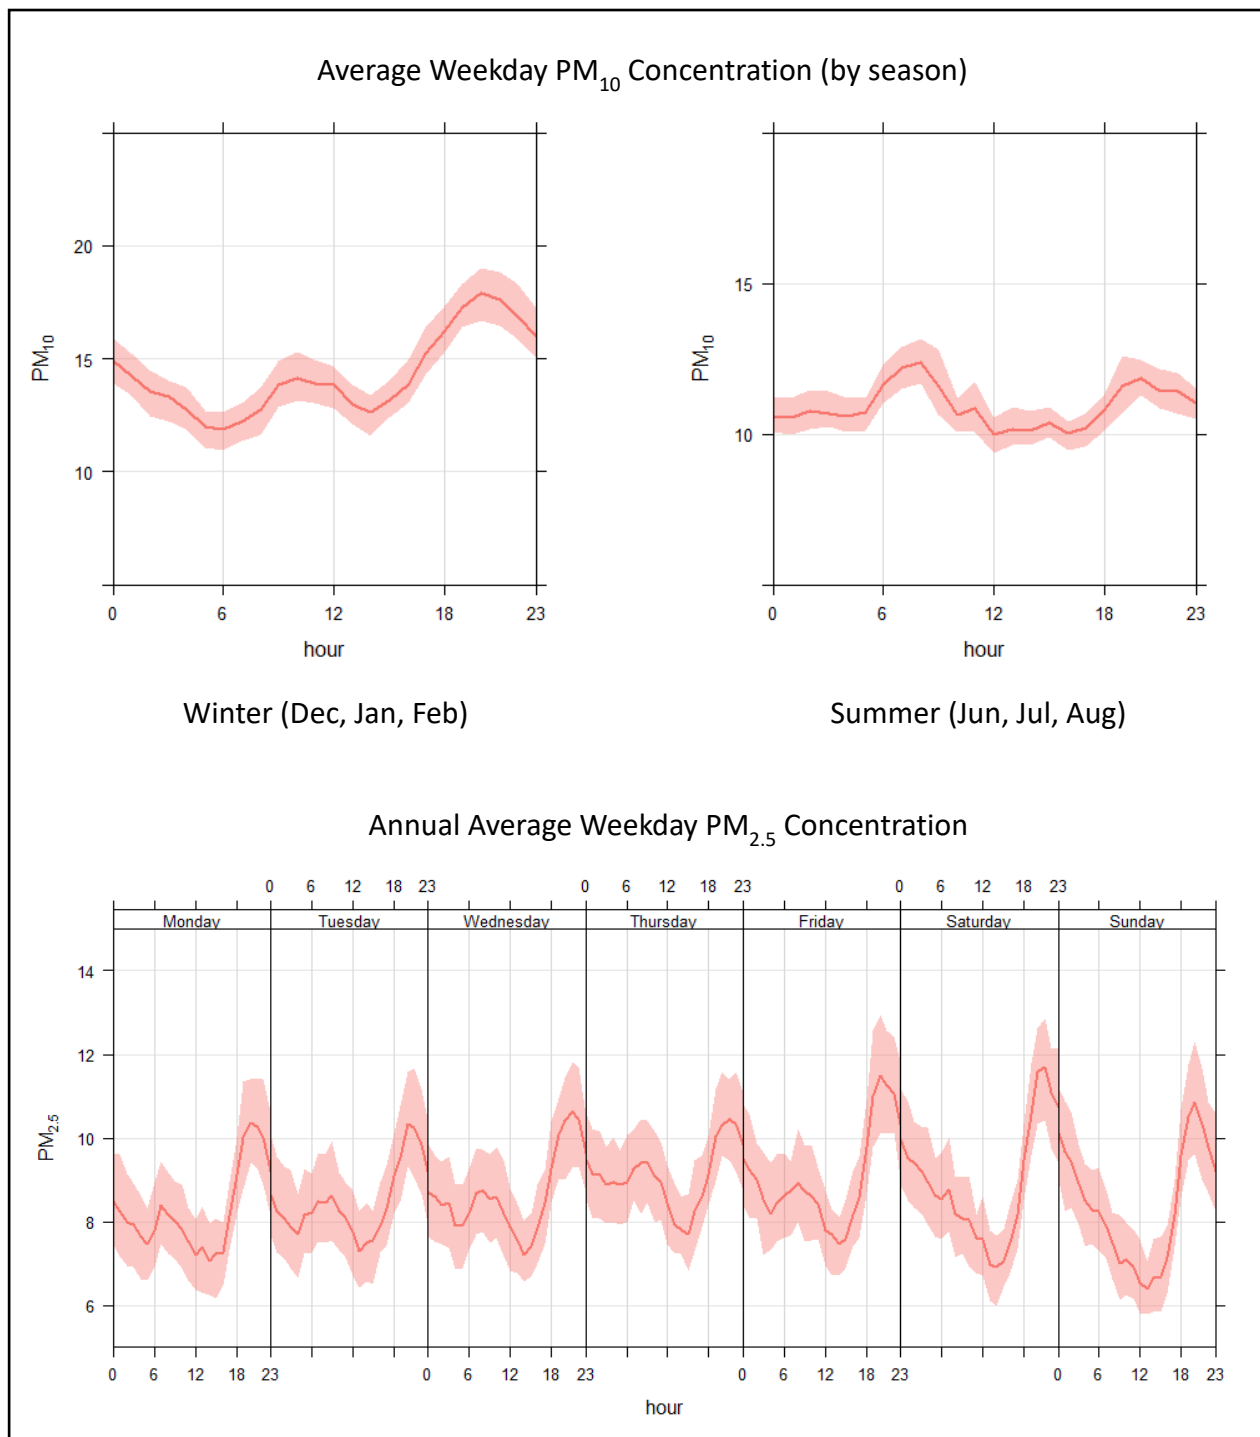 Average Weekday PM10 Concentration (by season)
20
15
10
PM10
0 6 12 18 23
hour
Winter (Dec, Jan, Feb)
15
10
PM10
0 6 12 18 23
hour
Summer (Jun, Jul, Aug)
Annual Average Weekday PM2.5 Concentration
0 6 12 18 23 0 6 12 18 23 0 6 12 18 23
Monday Tuesday Wednesday Thursday Friday Saturday Sunday
14
12
10
8
6
PM2.5
0 6 12 18 23 0 6 12 18 23 0 6 12 18 23 0 6 12 18 23
hour